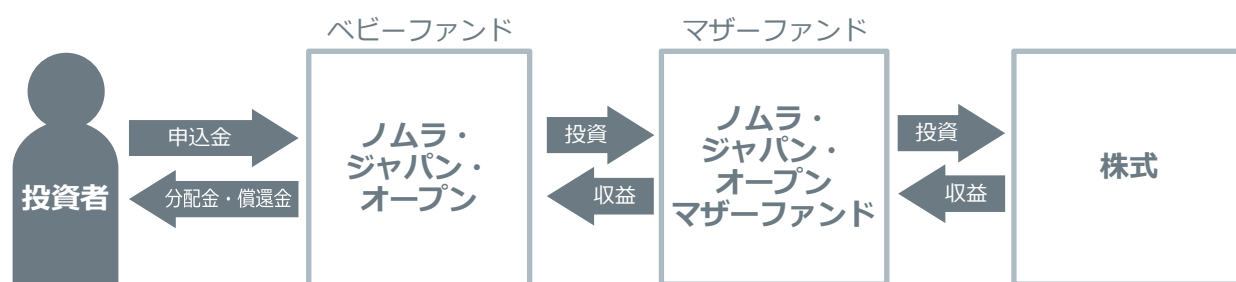 ベビーファンド
マザーファンド
投資者
申込金
分配金・償還金
ノムラ・
ジャパン・
オープン
投資
収益
ノムラ・
ジャパン・
オープン
マザーファンド
投資
収益
株式